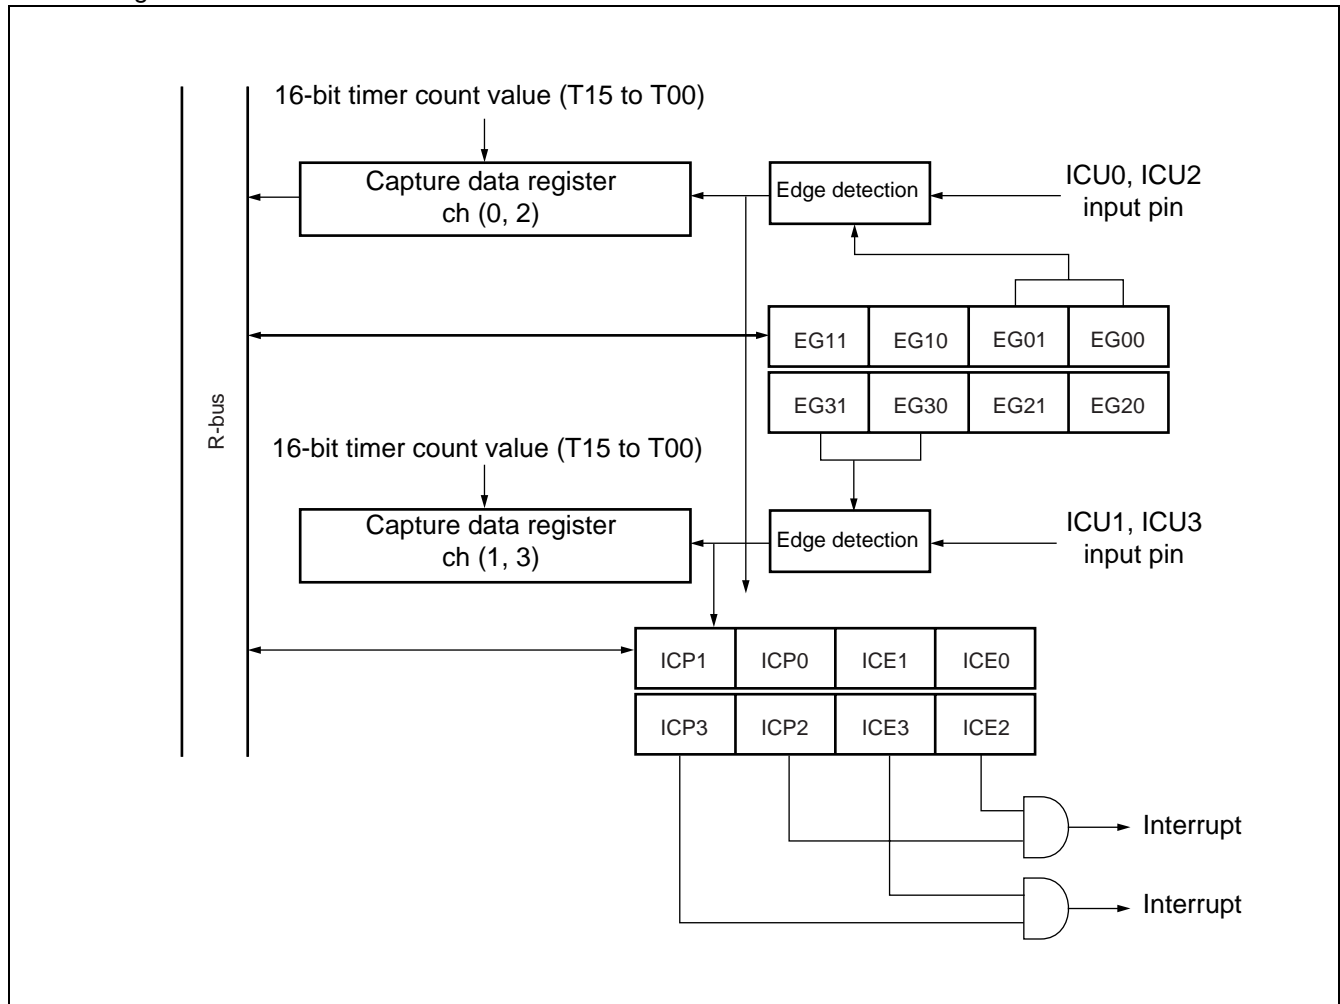 16-bit timer count value (T15 to T00)
Capture data register
ch (0, 2)
Edge detection
ICU0, ICU2
input pin
EG11 EG10 EG01 EG00
EG31 EG30 EG21 EG20
R-bus
16-bit timer count value (T15 to T00)
Capture data register
ch (1, 3)
Edge detection
ICU1, ICU3
input pin
ICP1 ICP0 ICE1 ICE0
ICP3 ICP2 ICE3 ICE2
Interrupt
Interrupt